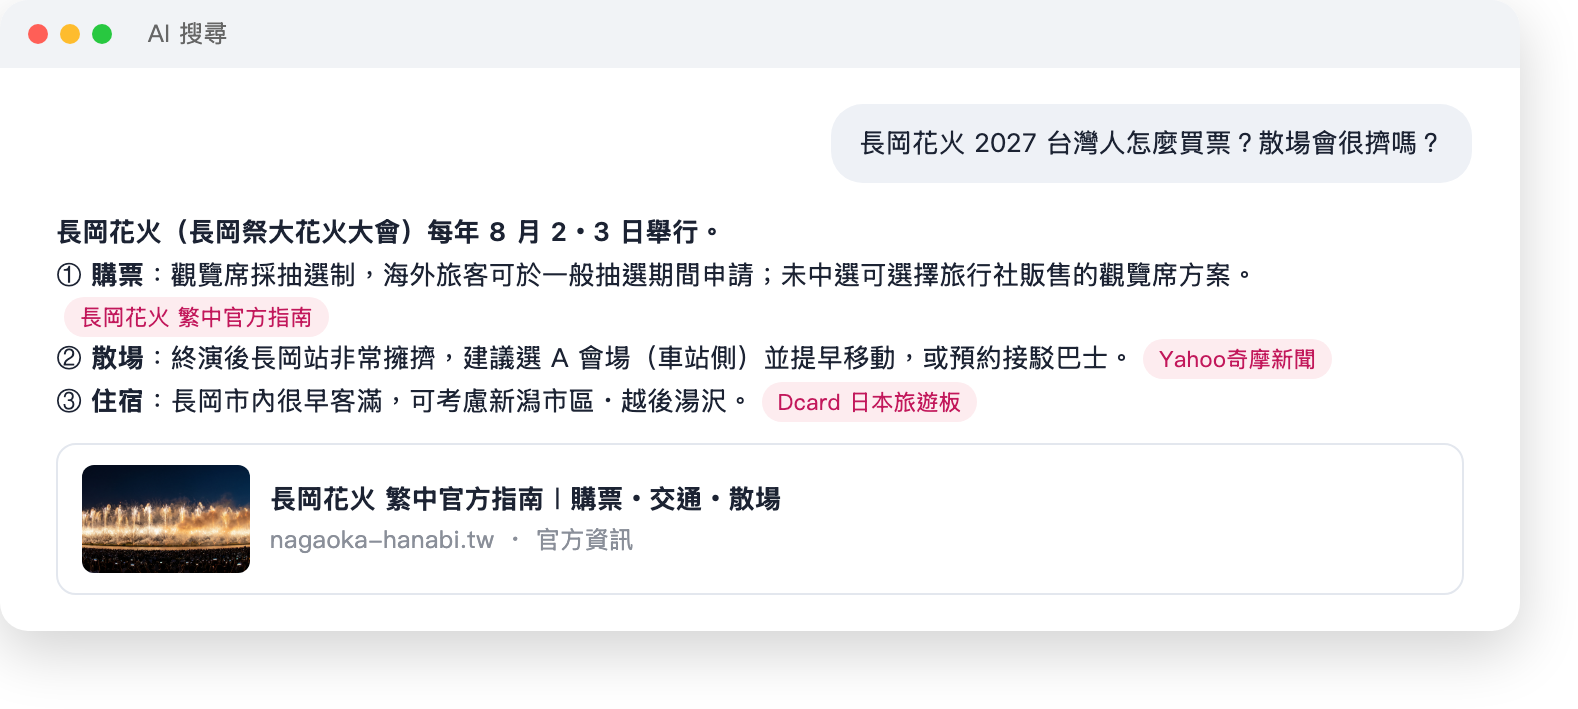 AI 搜尋
長岡花火 2027 台灣人怎麼買票？散場會很擠嗎？
長岡花火（長岡祭大花火大會）每年 8 月 2・3 日舉行。
① 購票：觀覽席採抽選制，海外旅客可於一般抽選期間申請；未中選可選擇旅行社販售的觀覽席方案。
長岡花火 繁中官方指南
② 散場：終演後長岡站非常擁擠，建議選 A 會場（車站側）並提早移動，或預約接駁巴士。 Yahoo奇摩新聞
③ 住宿：長岡市內很早客滿，可考慮新潟市區・越後湯沢。 Dcard 日本旅遊板
長岡花火 繁中官方指南｜購票・交通・散場
nagaoka-hanabi.tw ・ 官方資訊